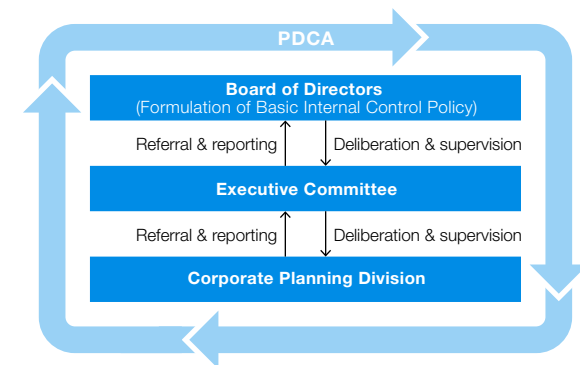 PDCA
Board of Directors
(Formulation of Basic Internal Control Policy)
Referral & reporting
Deliberation & supervision
Executive Committee
Referral & reporting
Deliberation & supervision
Corporate Planning Division